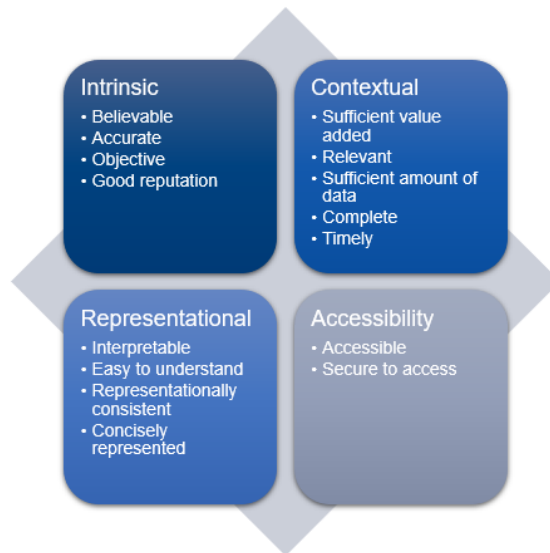 Intrinsic
• Believable
• Accurate
• Objective
• Good reputation
Contextual
• Sufficient value
added
• Relevant
• Sufficient amount of
data
• Complete
• Timely
Representational
• Interpretable
• Easy to understand
• Representationally
consistent
• Concisely
represented
Accessibility
• Accessible
• Secure to access